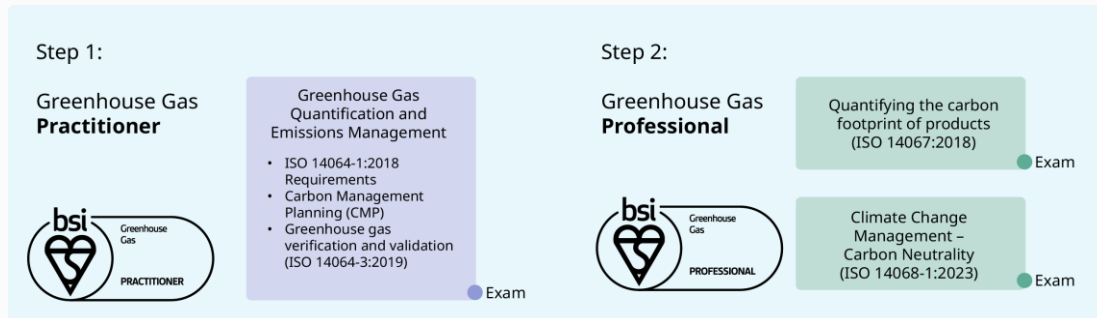 Step 1:
Greenhouse Gas
Practitioner
bsi
Greenhouse
Gas
PRACTITIONER
Greenhouse Gas
Quantification and
Emissions Management
• ISO 14064-1:2018
Requirements
• Carbon Management
Planning (CMP)
• Greenhouse gas
verification and validation
(ISO 14064-3:2019)
Exam
Step 2:
Greenhouse Gas
Professional
bsi
Greenhouse
Gas
PROFESSIONAL
Quantifying the carbon
footprint of products
(ISO 14067:2018)
Exam
Climate Change
Management –
Carbon Neutrality
(ISO 14068-1:2023)
Exam